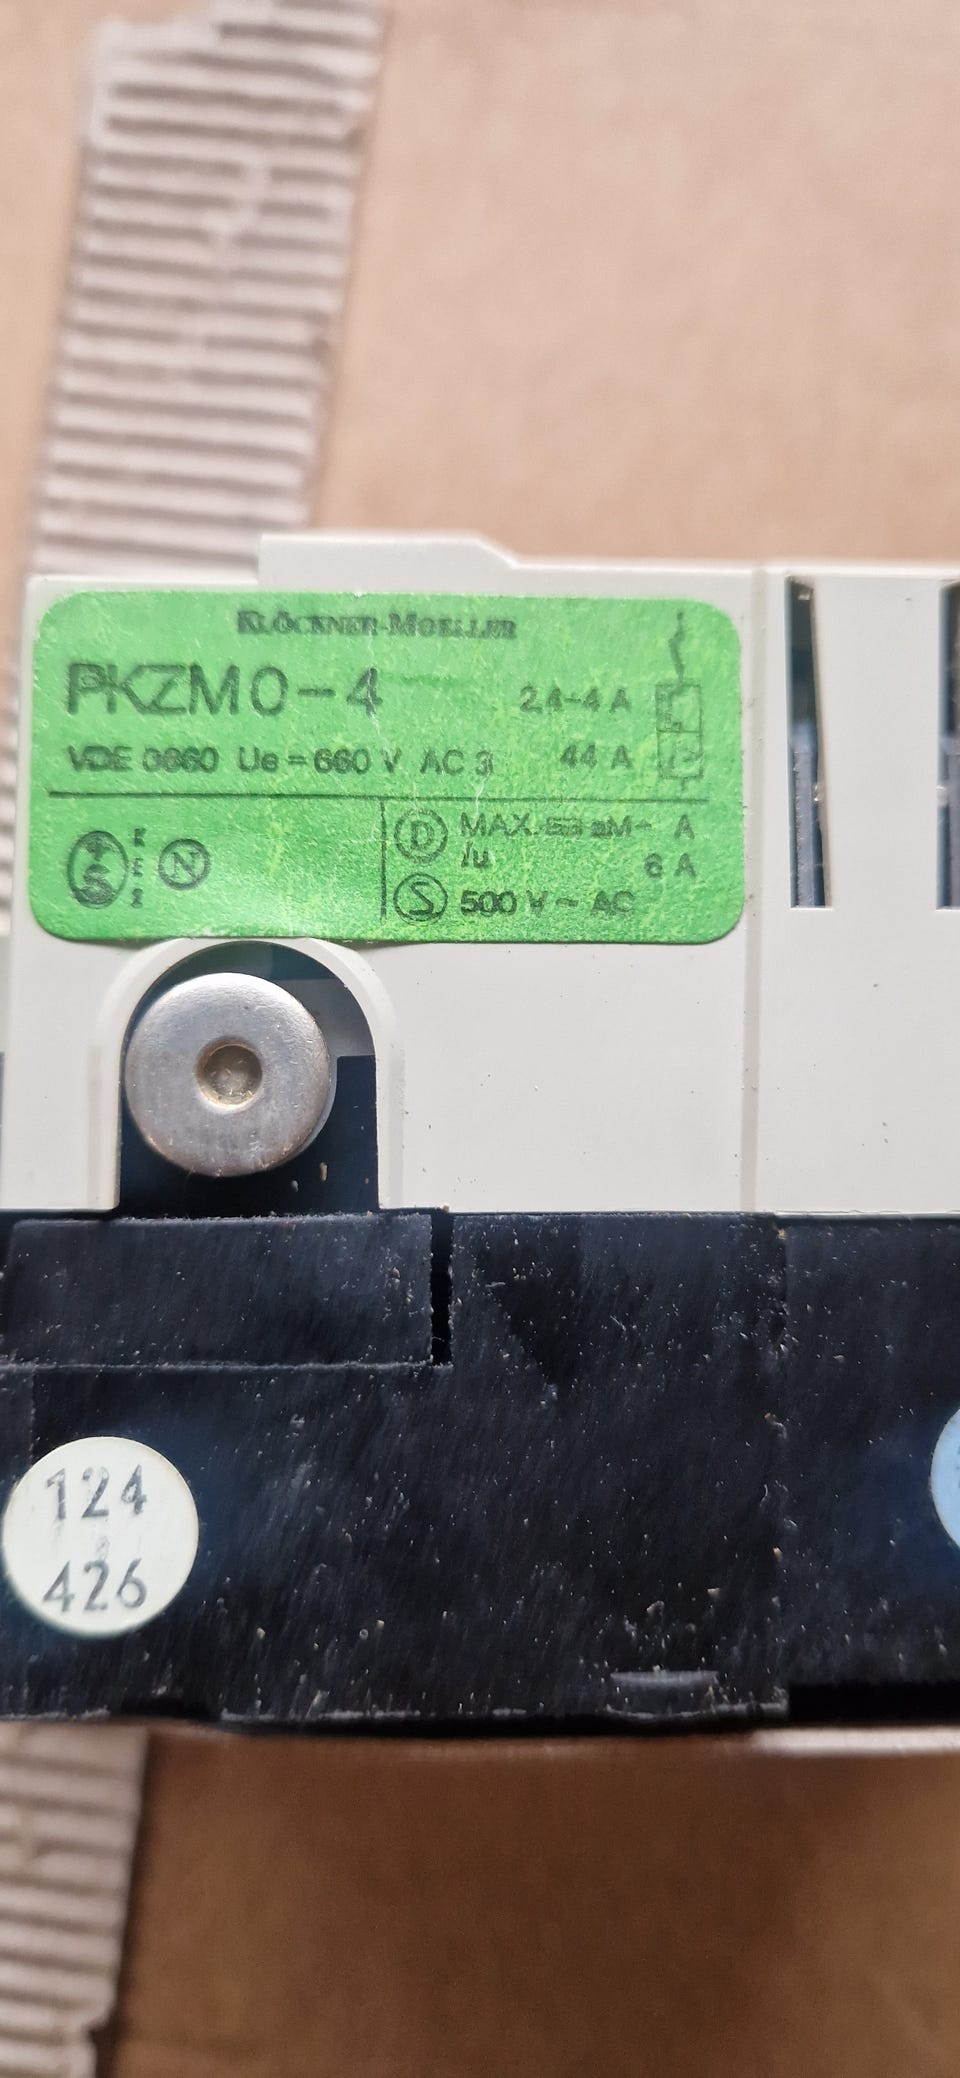 KLÖCKNER-MOELLER
PKZM0-4 2,4-4 A
VDE 0660 Ue = 660 V AC 3 44 A
D MAX. aM~ A
/u 6 A
S 500 V ~ AC
N
124
426